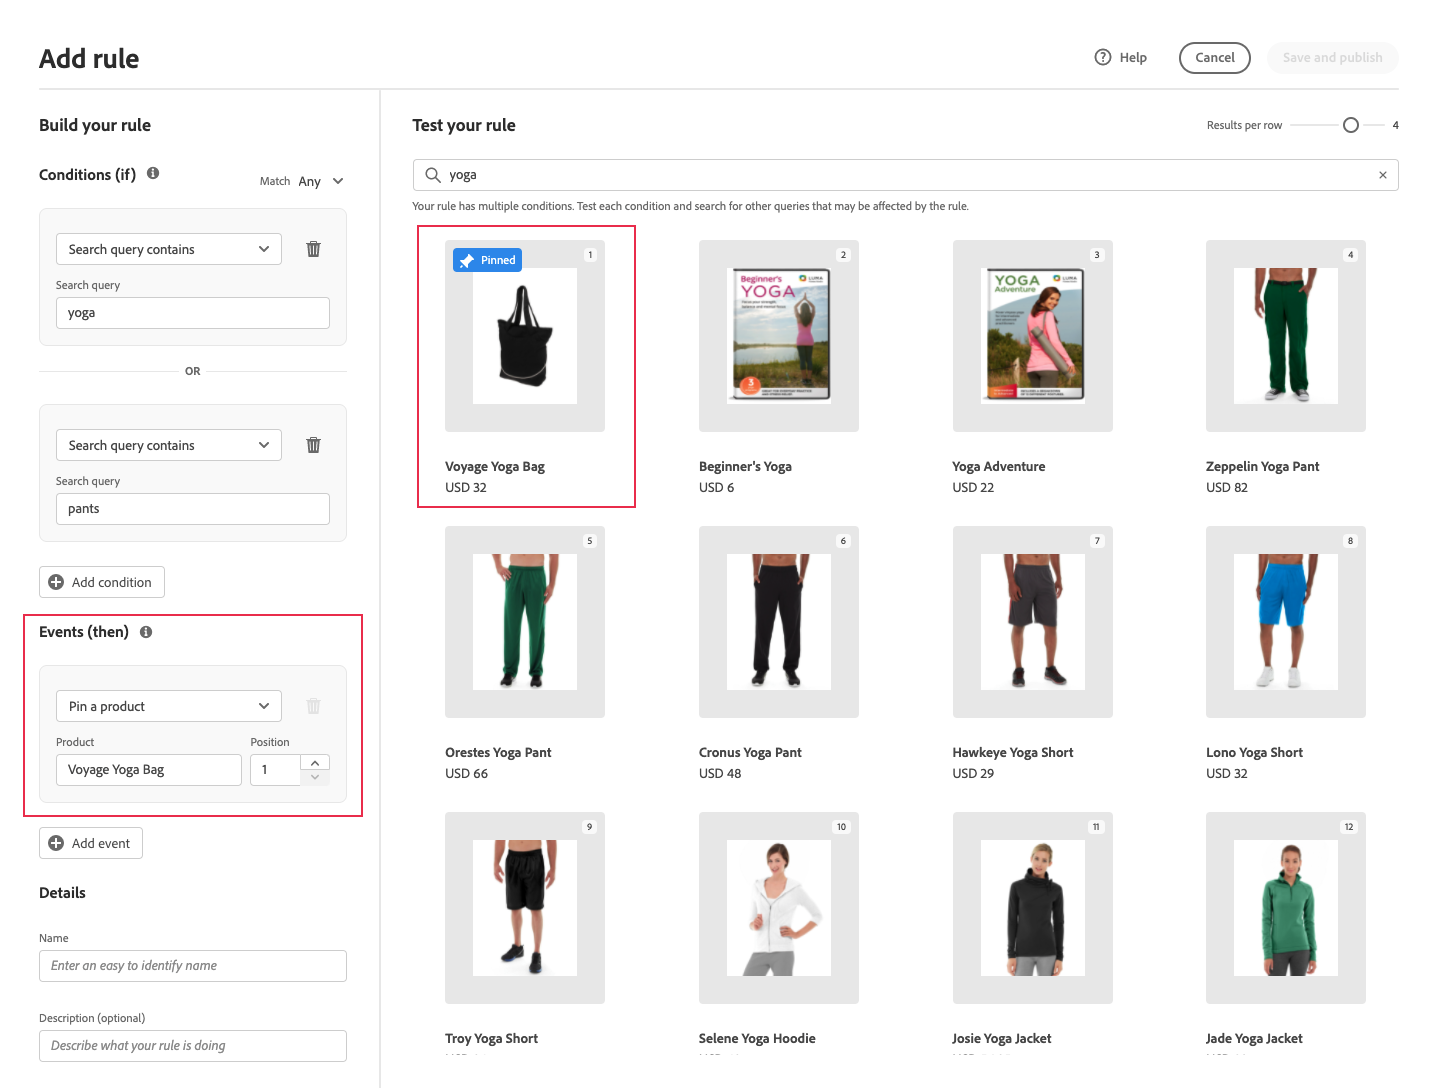 Add rule
Help
Cancel
Save and publish
Build your rule
Conditions (if)
Match Any
Search query contains
Search query
yoga
OR
Search query contains
Search query
pants
Add condition
Events (then)
Pin a product
Product Position
Voyage Yoga Bag 1
Add event
Details
Name
Enter an easy to identify name
Description (optional)
Describe what your rule is doing
Test your rule
Results per row 4
yoga
Your rule has multiple conditions. Test each condition and search for other queries that may be affected by the rule.
Pinned 1
Voyage Yoga Bag
USD 32
2
Beginner's
YOGA
LUMA
3
Beginner's Yoga
USD 6
3
YOGA
Adventure
LUMA
Yoga Adventure
USD 22
4
Zeppelin Yoga Pant
USD 82
5
Orestes Yoga Pant
USD 66
6
Cronus Yoga Pant
USD 48
7
Hawkeye Yoga Short
USD 29
8
Lono Yoga Short
USD 32
9
Troy Yoga Short
10
Selene Yoga Hoodie
11
Josie Yoga Jacket
12
Jade Yoga Jacket